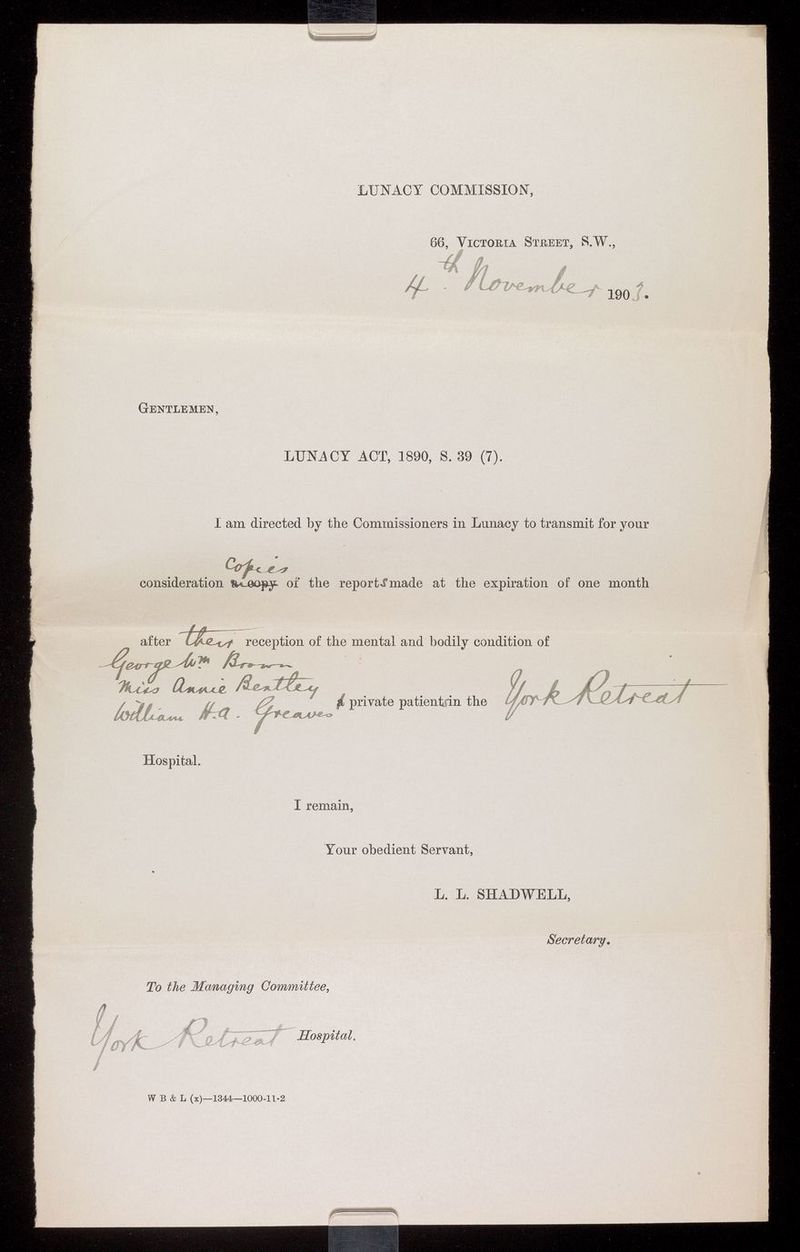 LUNACY COMMISSION,
66, VICTORIA STREET, S.W.,
4th November 1903.
GENTLEMEN,
LUNACY ACT, 1890, S. 39 (7).
I am directed by the Commissioners in Lunacy to transmit for your
Copies
consideration a copy of the reports made at the expiration of one month
after their reception of the mental and bodily condition of
George Wm Brown
Miss Annie Bentley
William H.A. Greaves a private patients in the York Retreat
Hospital.
I remain,
Your obedient Servant,
L. L. SHADWELL,
Secretary.
To the Managing Committee,
York Retreat Hospital.
W B & L (x)—1344—1000-11-2